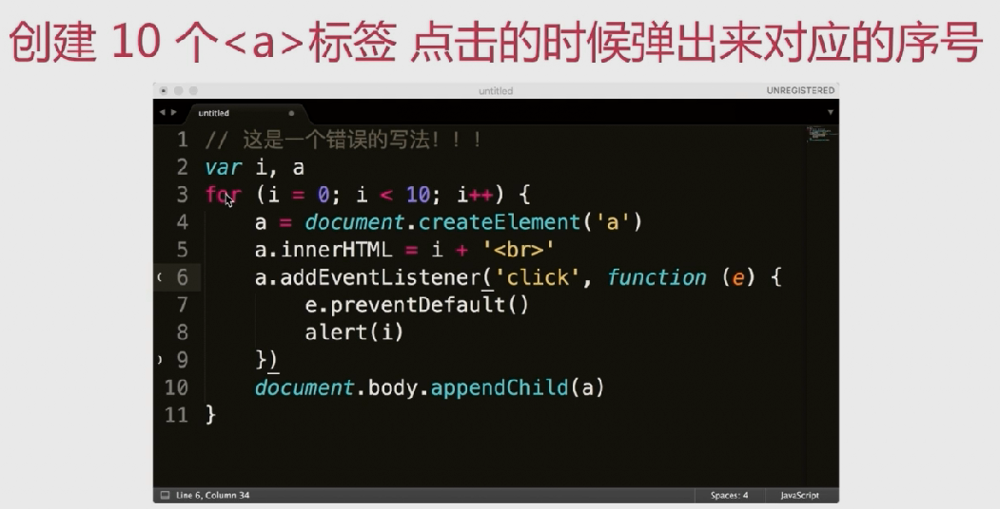 创建 10 个<a>标签 点击的时候弹出来对应的序号
untitled
UNREGISTERED
untitled
1 // 这是一个错误的写法！！！
2 var i, a
3 for (i = 0; i < 10; i++) {
4     a = document.createElement('a')
5     a.innerHTML = i + '<br>'
6     a.addEventListener('click', function (e) {
7         e.preventDefault()
8         alert(i)
9     })
10     document.body.appendChild(a)
11 }
Line 6, Column 34
Spaces: 4
JavaScript